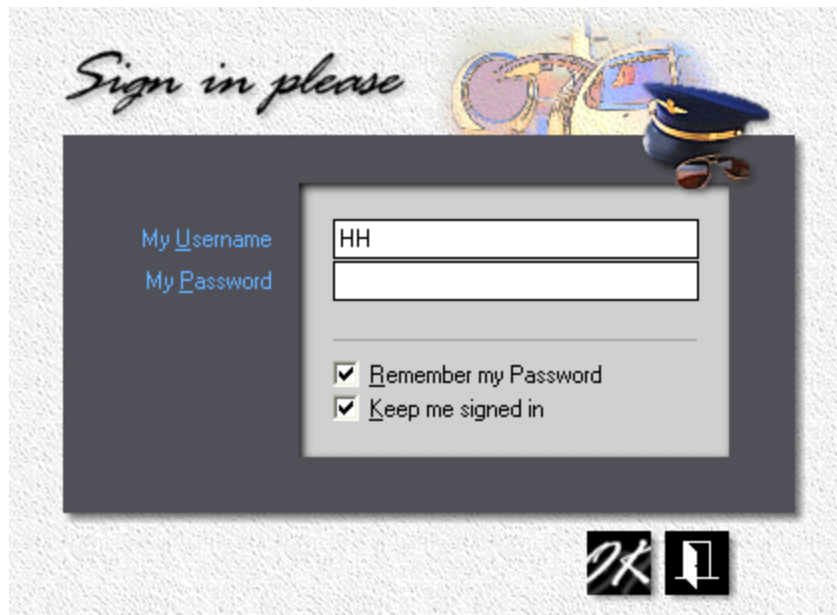 Sign in please
My Username
HH
My Password
Remember my Password
Keep me signed in
OK